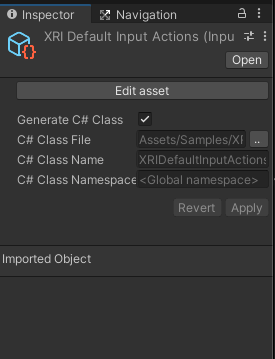 Inspector Navigation
XRI Default Input Actions (Inpu
Open
Edit asset
Generate C# Class
C# Class File Assets/Samples/XF ..
C# Class Name XRIDefaultInputActions
C# Class Namespace <Global namespace>
Revert Apply
Imported Object